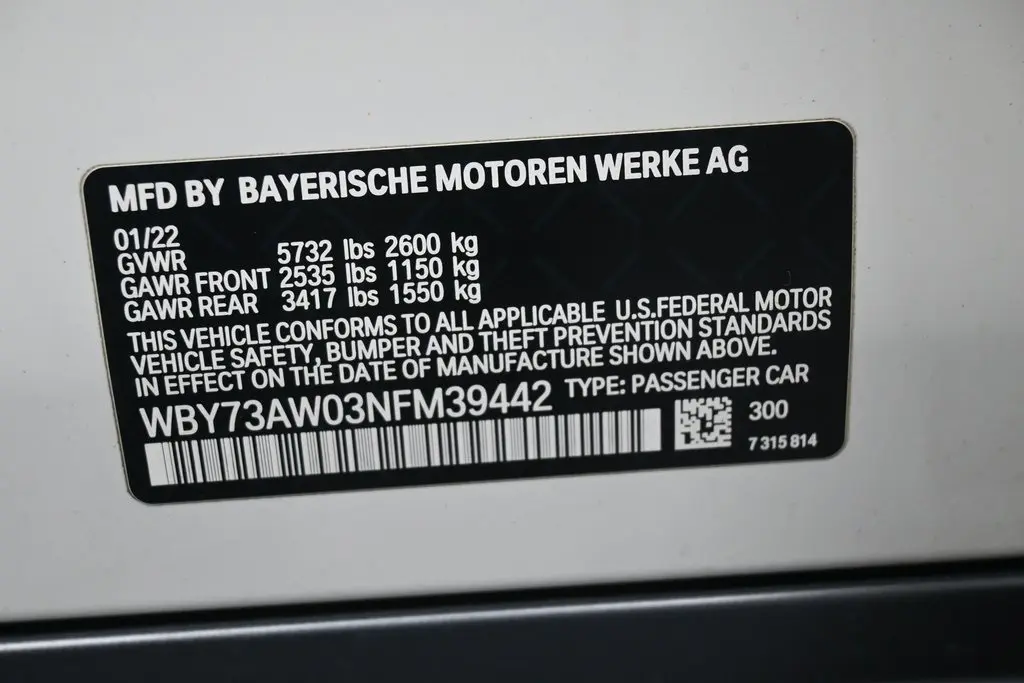 MFD BY BAYERISCHE MOTOREN WERKE AG
01/22
GVWR 5732 lbs 2600 kg
GAWR FRONT 2535 lbs 1150 kg
GAWR REAR 3417 lbs 1550 kg
THIS VEHICLE CONFORMS TO ALL APPLICABLE U.S.FEDERAL MOTOR
VEHICLE SAFETY, BUMPER AND THEFT PREVENTION STANDARDS
IN EFFECT ON THE DATE OF MANUFACTURE SHOWN ABOVE.
WBY73AW03NFM39442 TYPE: PASSENGER CAR
300
7 315 814